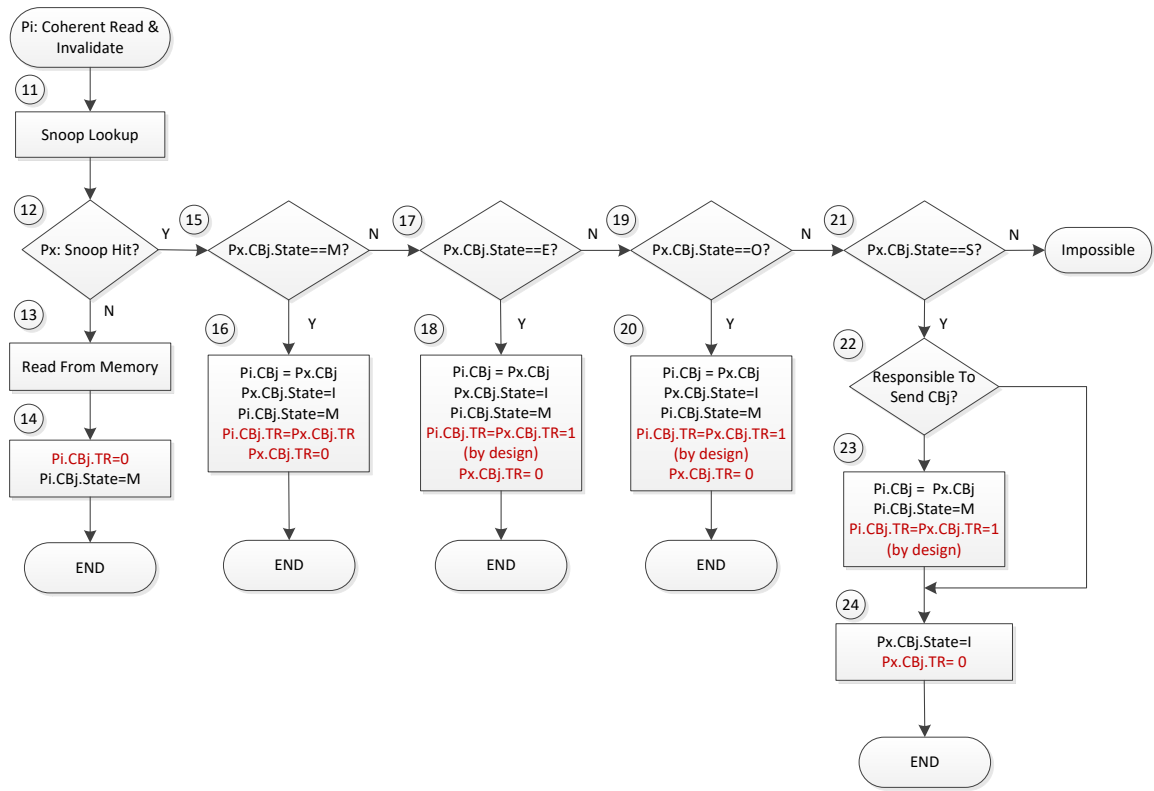 Pi: Coherent Read &
Invalidate
11
Snoop Lookup
12
Px: Snoop Hit?
Y
N
13
Read From Memory
14
Pi.CBj.TR=0
Pi.CBj.State=M
END
15
Px.CBj.State==M?
N
Y
16
Pi.CBj = Px.CBj
Px.CBj.State=I
Pi.CBj.State=M
Pi.CBj.TR=Px.CBj.TR
Px.CBj.TR=0
END
17
Px.CBj.State==E?
N
Y
18
Pi.CBj = Px.CBj
Px.CBj.State=I
Pi.CBj.State=M
Pi.CBj.TR=Px.CBj.TR=1
(by design)
Px.CBj.TR= 0
END
19
Px.CBj.State==O?
N
Y
20
Pi.CBj = Px.CBj
Px.CBj.State=I
Pi.CBj.State=M
Pi.CBj.TR=Px.CBj.TR=1
(by design)
Px.CBj.TR= 0
END
21
Px.CBj.State==S?
N
Impossible
Y
22
Responsible To
Send CBj?
23
Pi.CBj =  Px.CBj
Pi.CBj.State=M
Pi.CBj.TR=Px.CBj.TR=1
(by design)
24
Px.CBj.State=I
Px.CBj.TR= 0
END